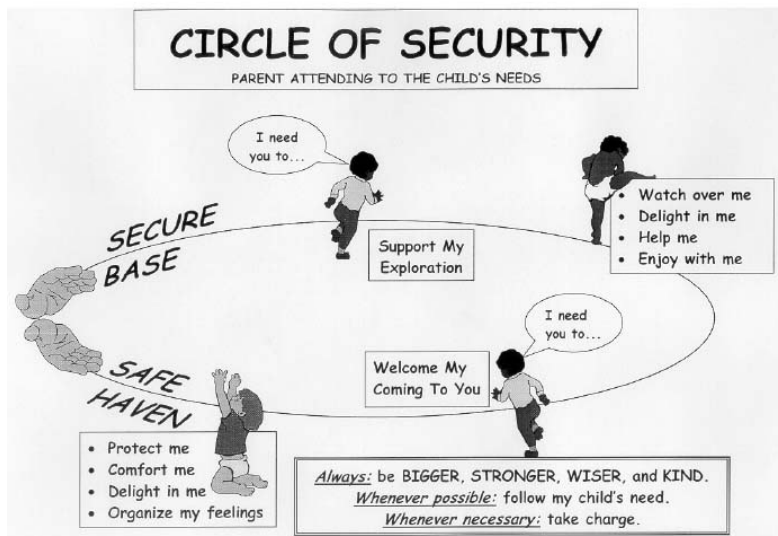 CIRCLE OF SECURITY
PARENT ATTENDING TO THE CHILD'S NEEDS
I need
you to...
SECURE
BASE
Support My
Exploration
• Watch over me
• Delight in me
• Help me
• Enjoy with me
I need
you to...
Welcome My
Coming To You
SAFE
HAVEN
• Protect me
• Comfort me
• Delight in me
• Organize my feelings
Always: be BIGGER, STRONGER, WISER, and KIND.
Whenever possible: follow my child's need.
Whenever necessary: take charge.